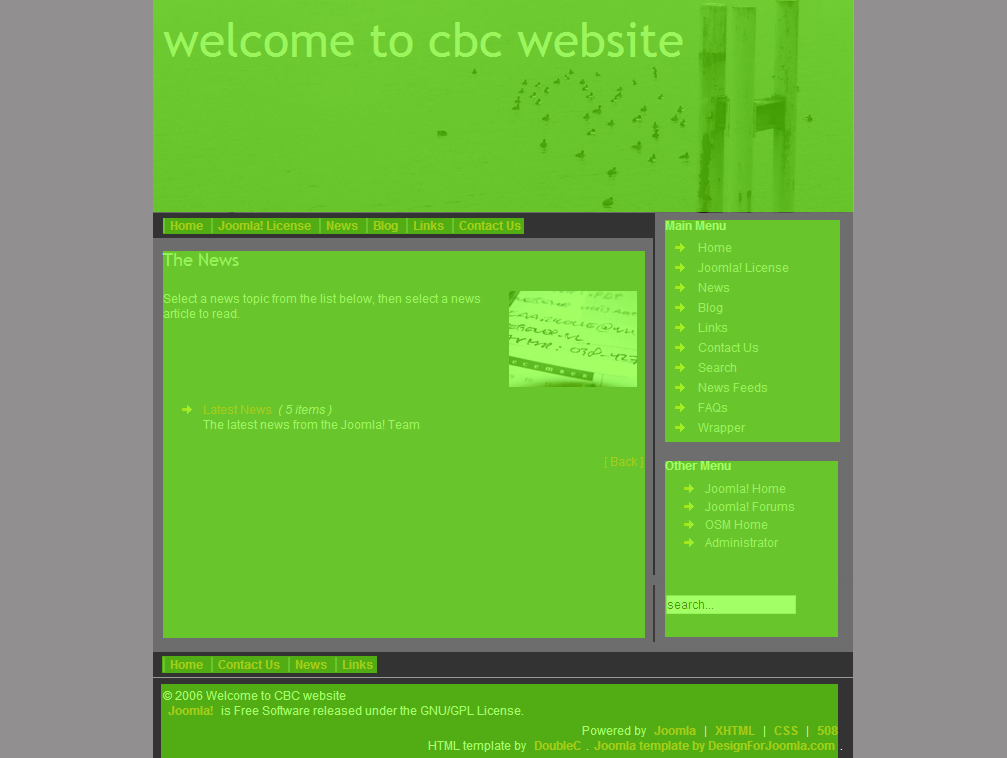 welcome to cbc website
Home Joomla! License News Blog Links Contact Us
The News
Select a news topic from the list below, then select a news
article to read.
Latest News ( 5 items )
The latest news from the Joomla! Team
[ Back ]
Main Menu
Home
Joomla! License
News
Blog
Links
Contact Us
Search
News Feeds
FAQs
Wrapper
Other Menu
Joomla! Home
Joomla! Forums
OSM Home
Administrator
search...
Home Contact Us News Links
© 2006 Welcome to CBC website
Joomla! is Free Software released under the GNU/GPL License.
Powered by Joomla | XHTML | CSS | 508
HTML template by DoubleC . Joomla template by DesignForJoomla.com .